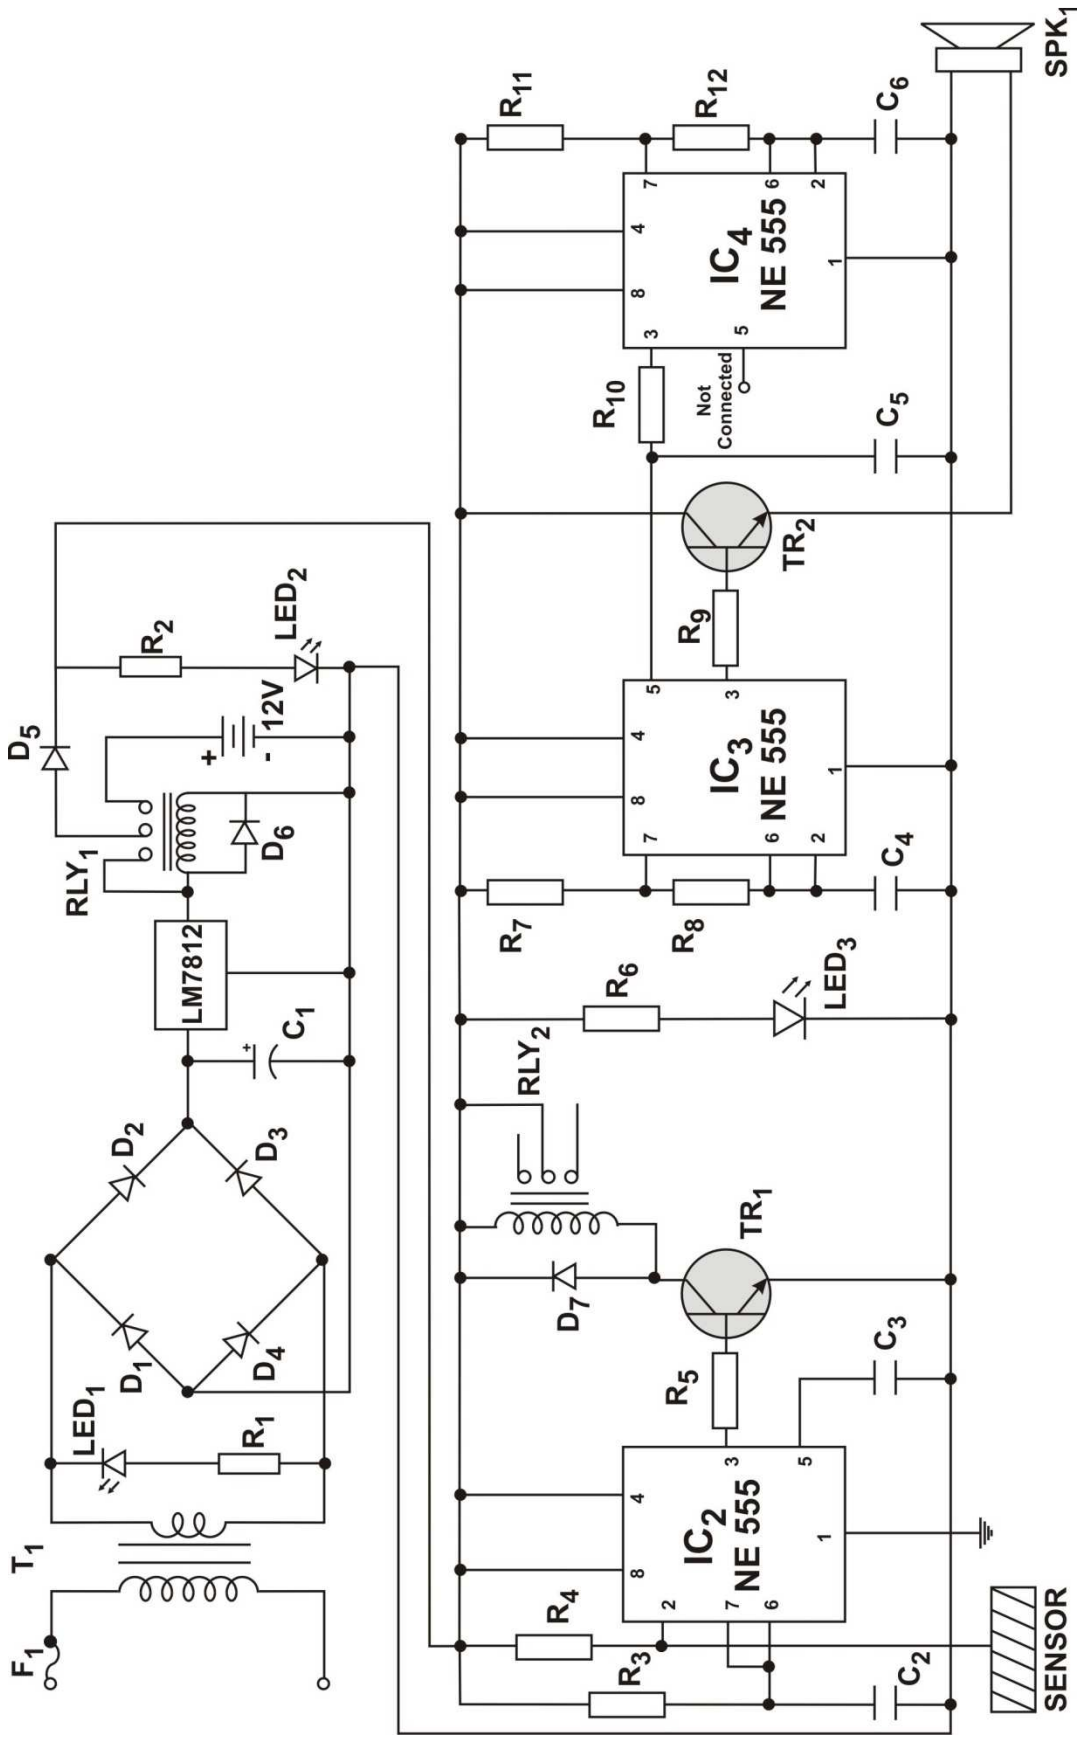 F1
T1
LED1
R1
D1
D2
D3
D4
C1
+
LM7812
RLY1
D6
D5
+
-
12V
R2
LED2
R3
R4
C2
SENSOR
IC2
NE 555
2
7
6
8
4
3
5
1
R5
C3
TR1
D7
RLY2
R6
LED3
R7
R8
C4
IC3
NE 555
7
6
2
8
4
5
3
1
R9
TR2
C5
R10
Not
Connected
IC4
NE 555
3
5
8
4
7
6
2
1
R11
R12
C6
SPK1